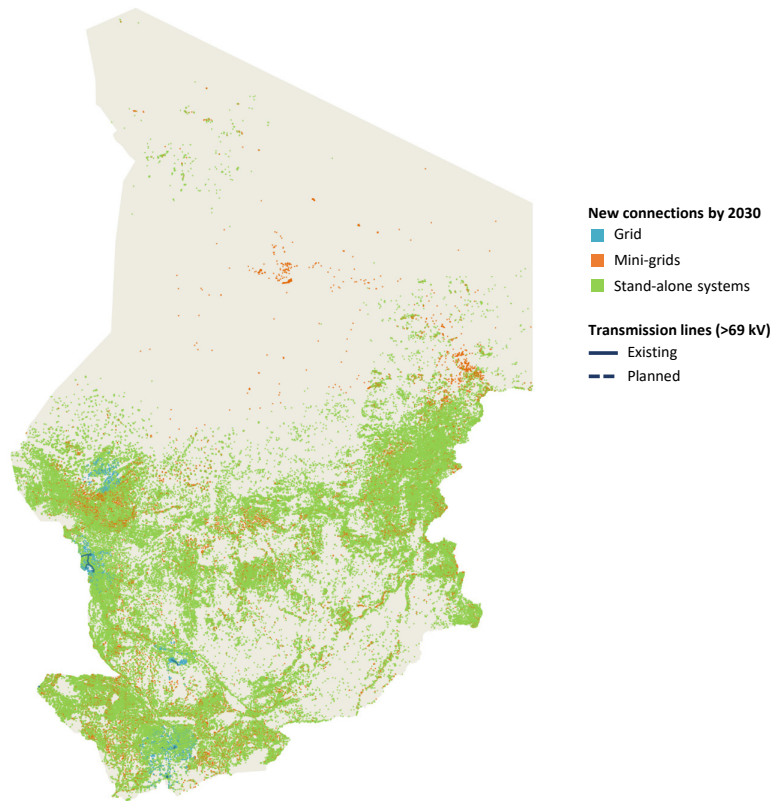 New connections by 2030
Grid
Mini-grids
Stand-alone systems
Transmission lines (>69 kV)
Existing
Planned